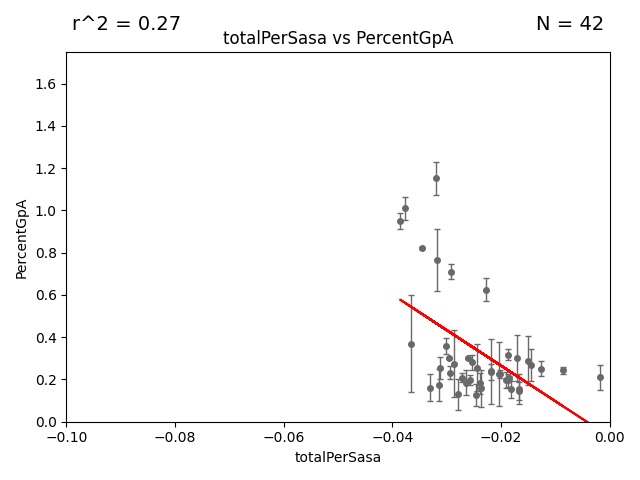 r^2 = 0.27
N = 42
totalPerSasa vs PercentGpA
1.6
1.4
1.2
1.0
0.8
0.6
0.4
0.2
0.0
PercentGpA
−0.10 −0.08 −0.06 −0.04 −0.02 0.00
totalPerSasa